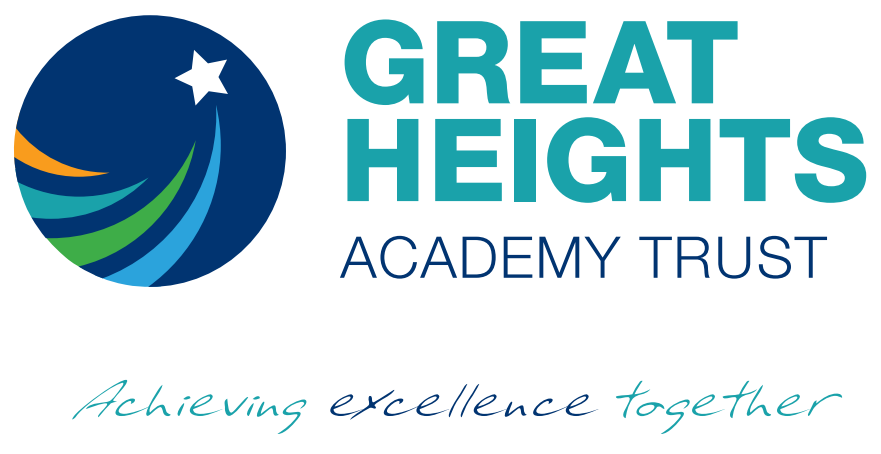 GREAT
HEIGHTS
ACADEMY TRUST
Achieving excellence together